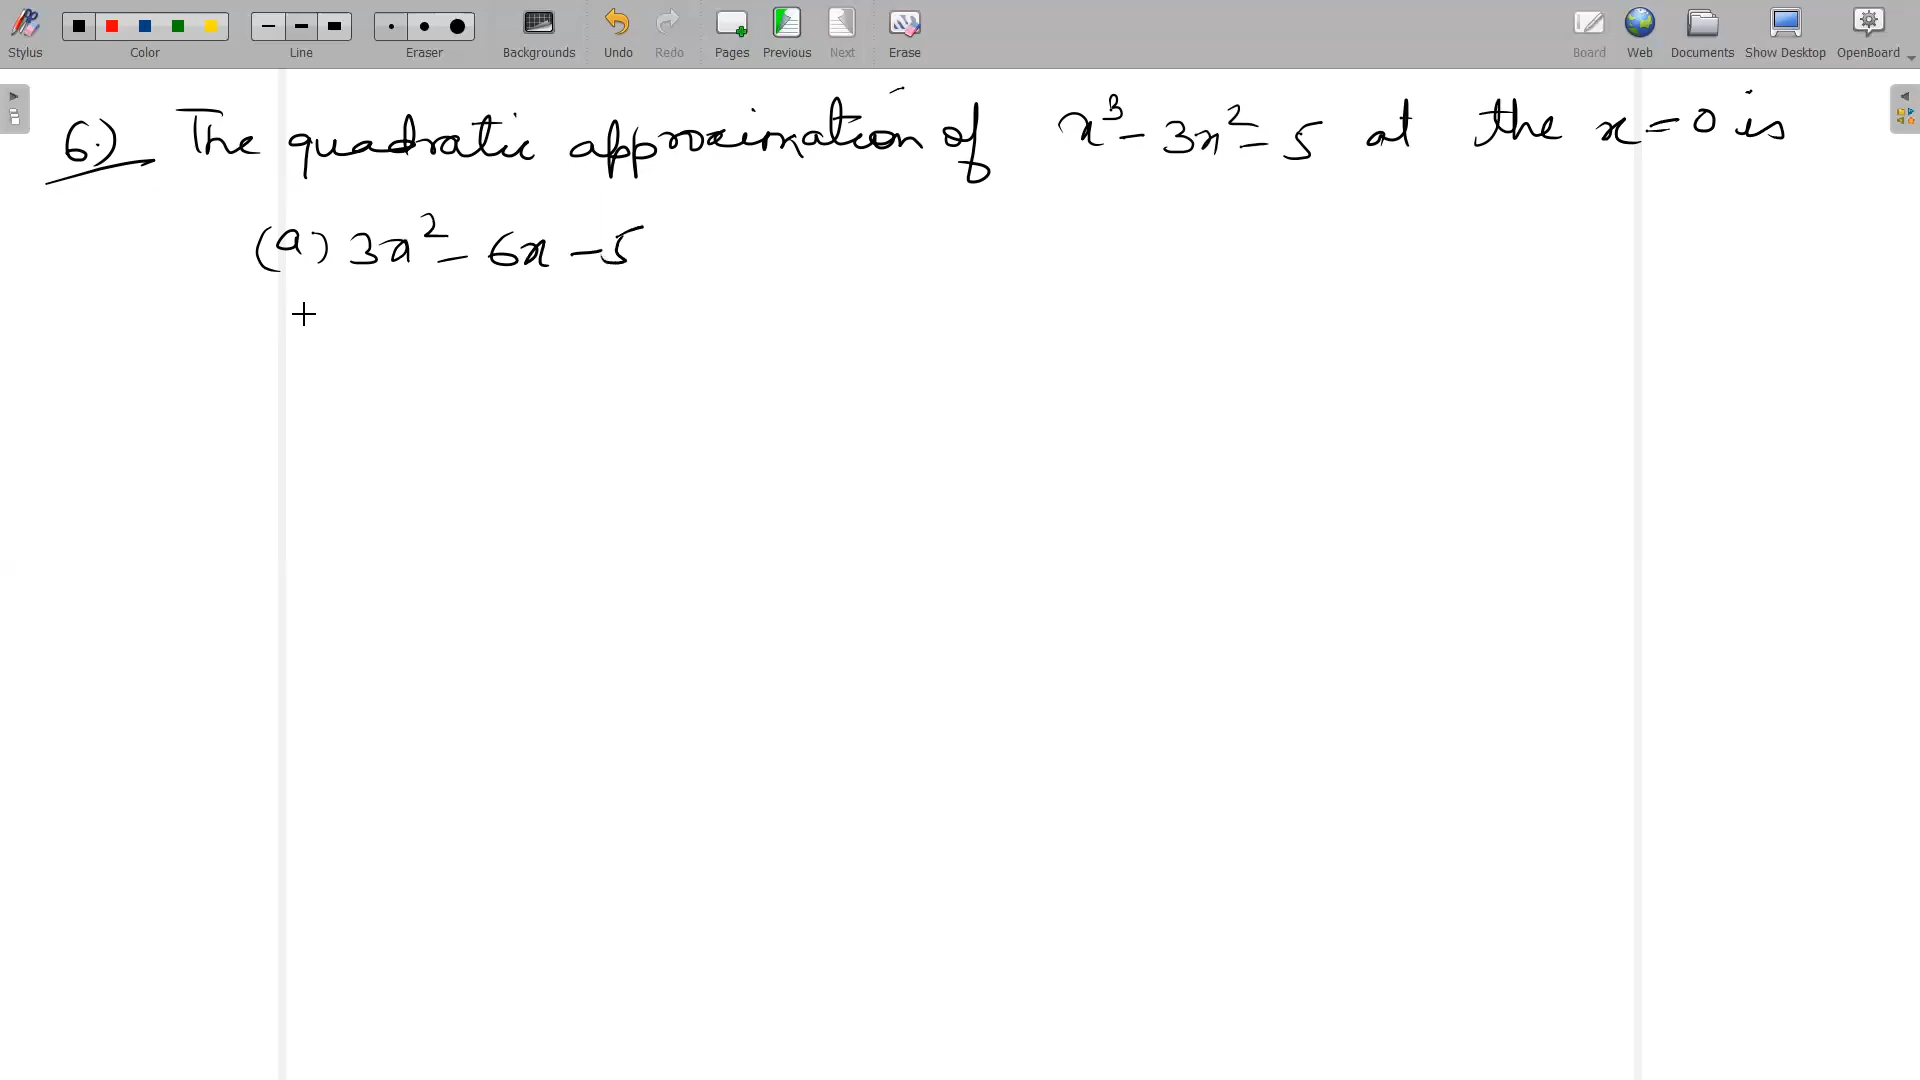 Stylus Color Line Eraser Backgrounds Undo Redo Pages Previous Next Erase Board Web Documents Show Desktop OpenBoard
6.) The quadratic approximation of x³ - 3x² - 5 at the x = 0 is
(a) 3x² - 6x - 5